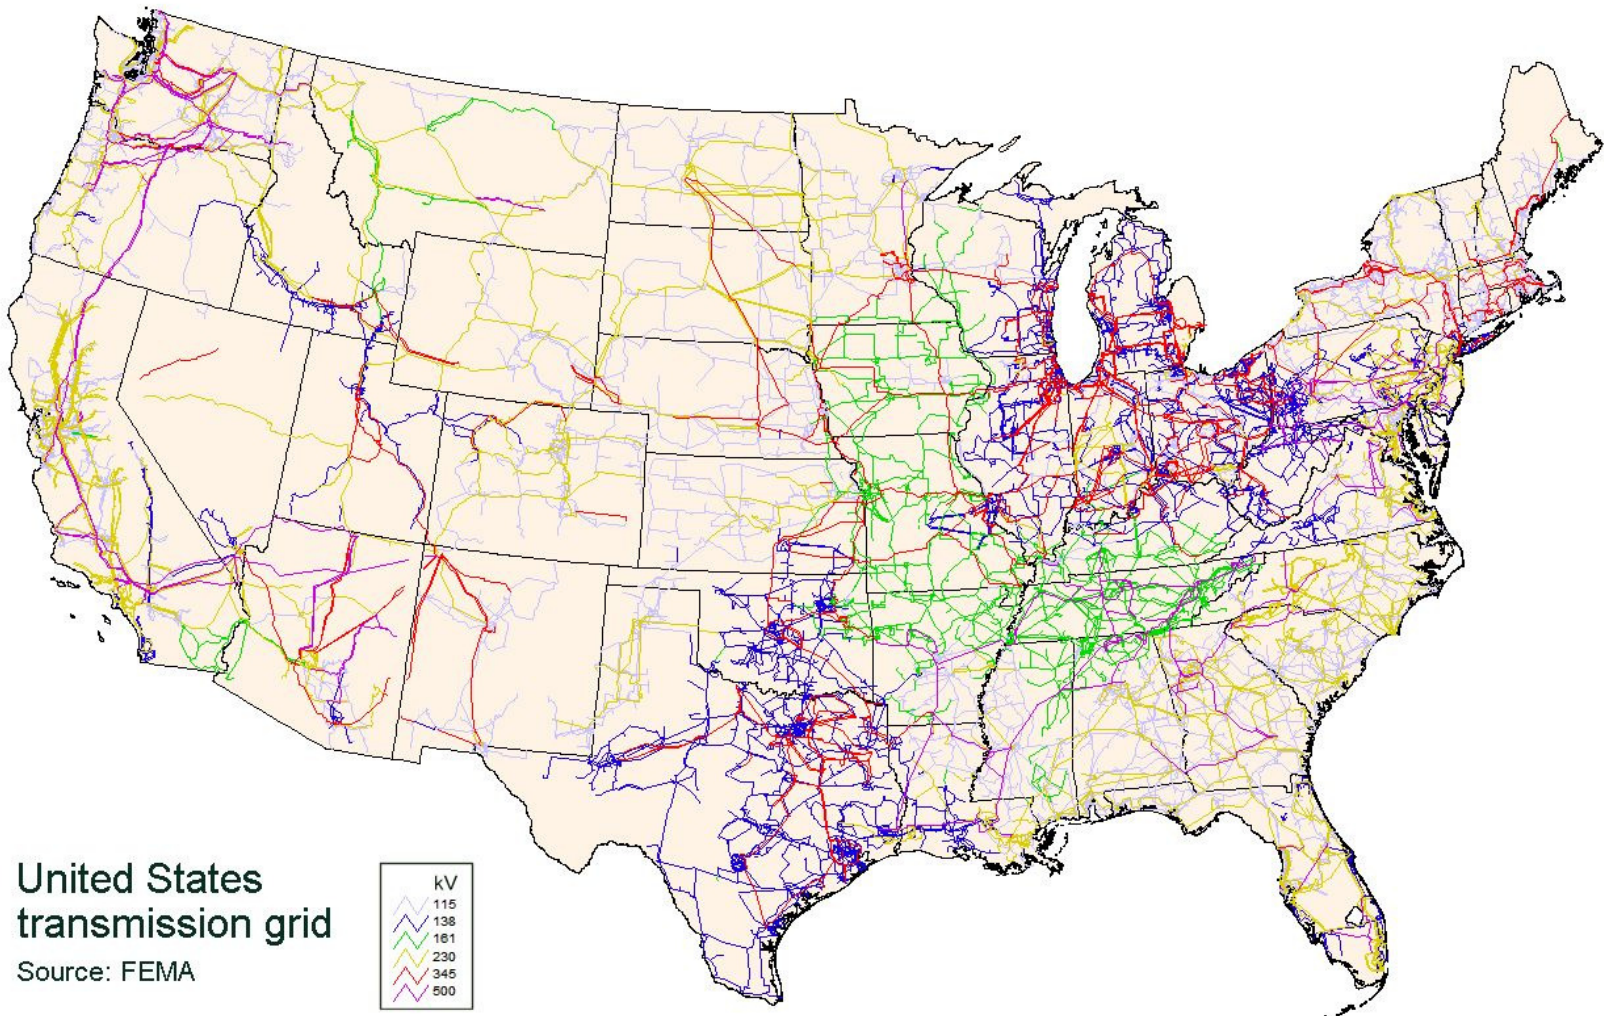 United States
transmission grid
Source: FEMA
kV
115
138
161
230
345
500